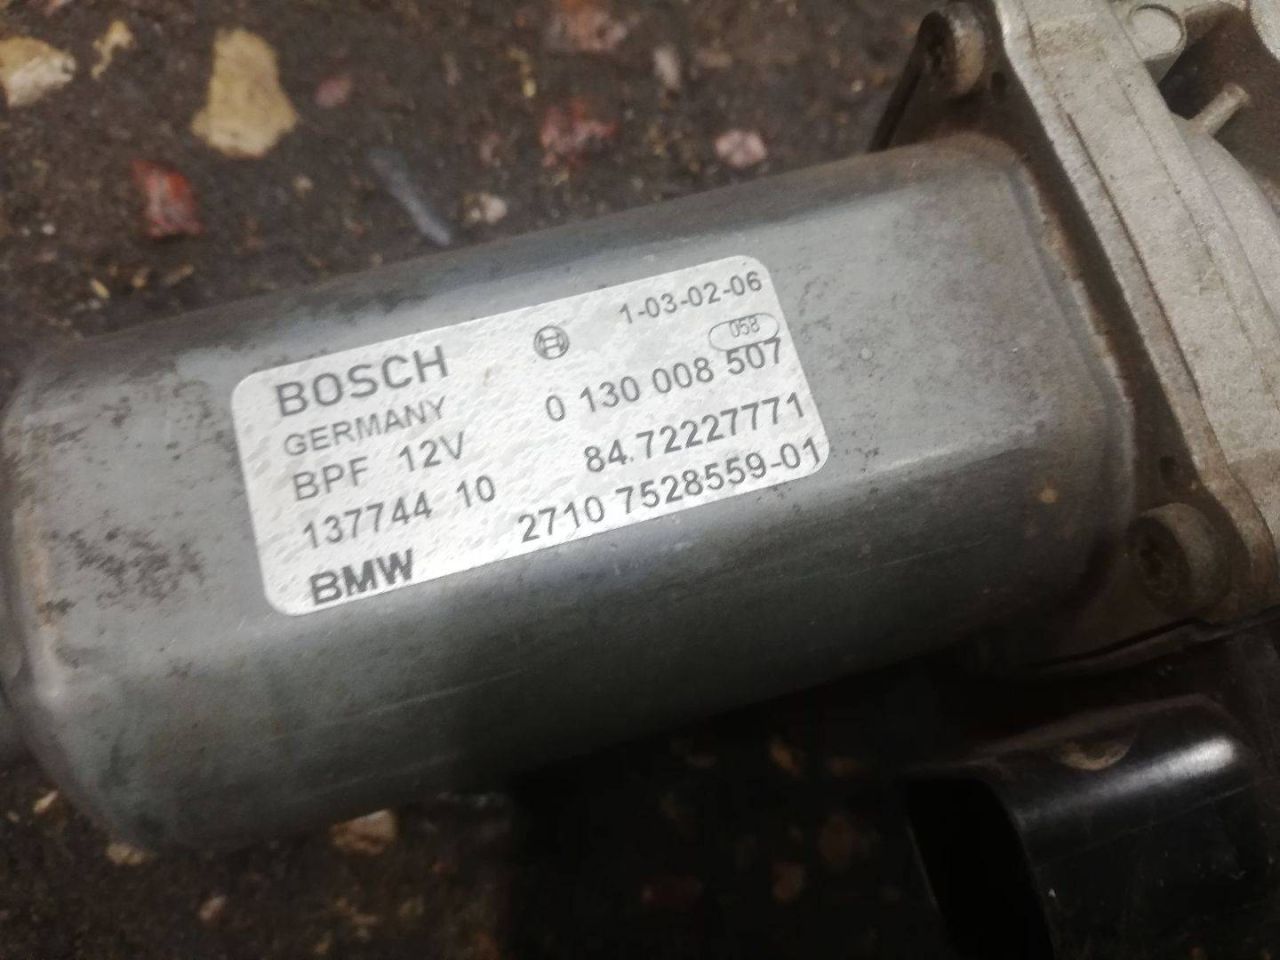 BOSCH 1-03-02-06
058
GERMANY 0 130 008 507
BPF 12V 84.72227771
137744 10 2710 7528559-01
BMW